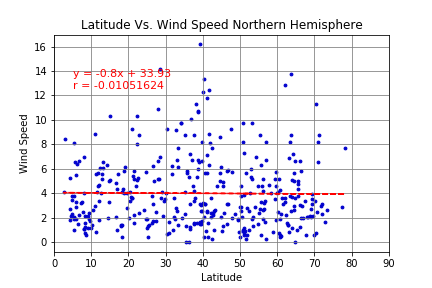 Latitude Vs. Wind Speed Northern Hemisphere
16
14
12
10
8
6
4
2
0
Wind Speed
y = -0.8x + 33.93
r = -0.01051624
0 10 20 30 40 50 60 70 80 90
Latitude